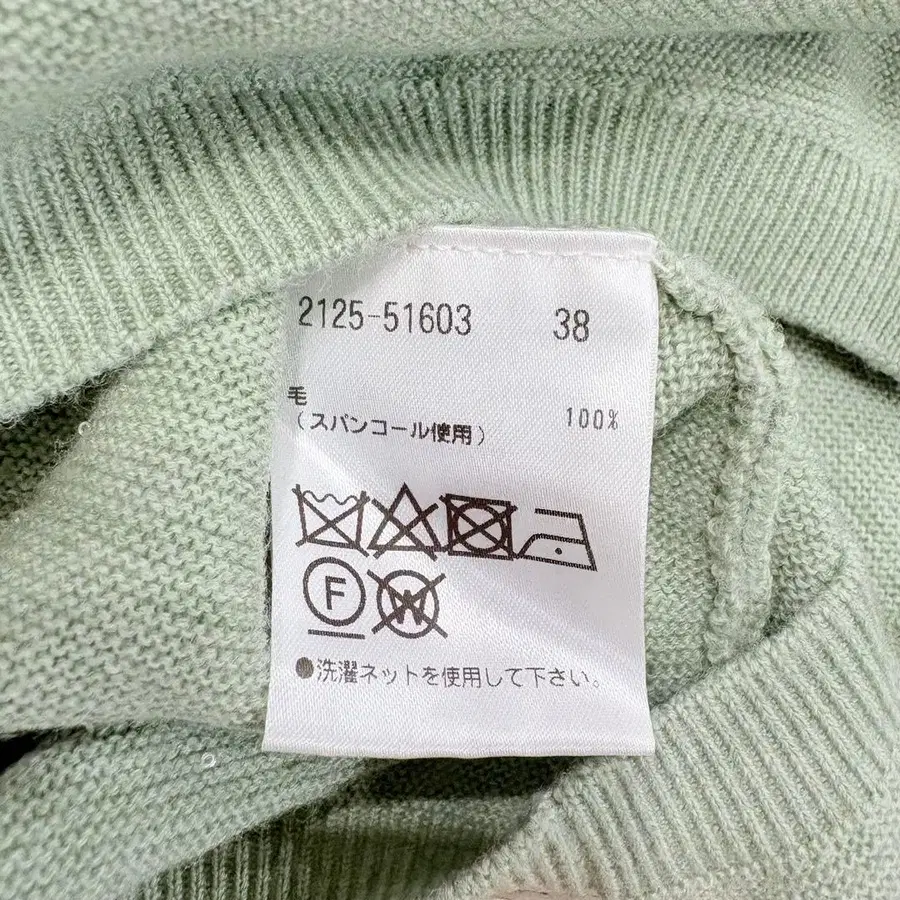 2125-51603 38
毛
(スパンコール使用) 100%
F W
●洗濯ネットを使用して下さい。